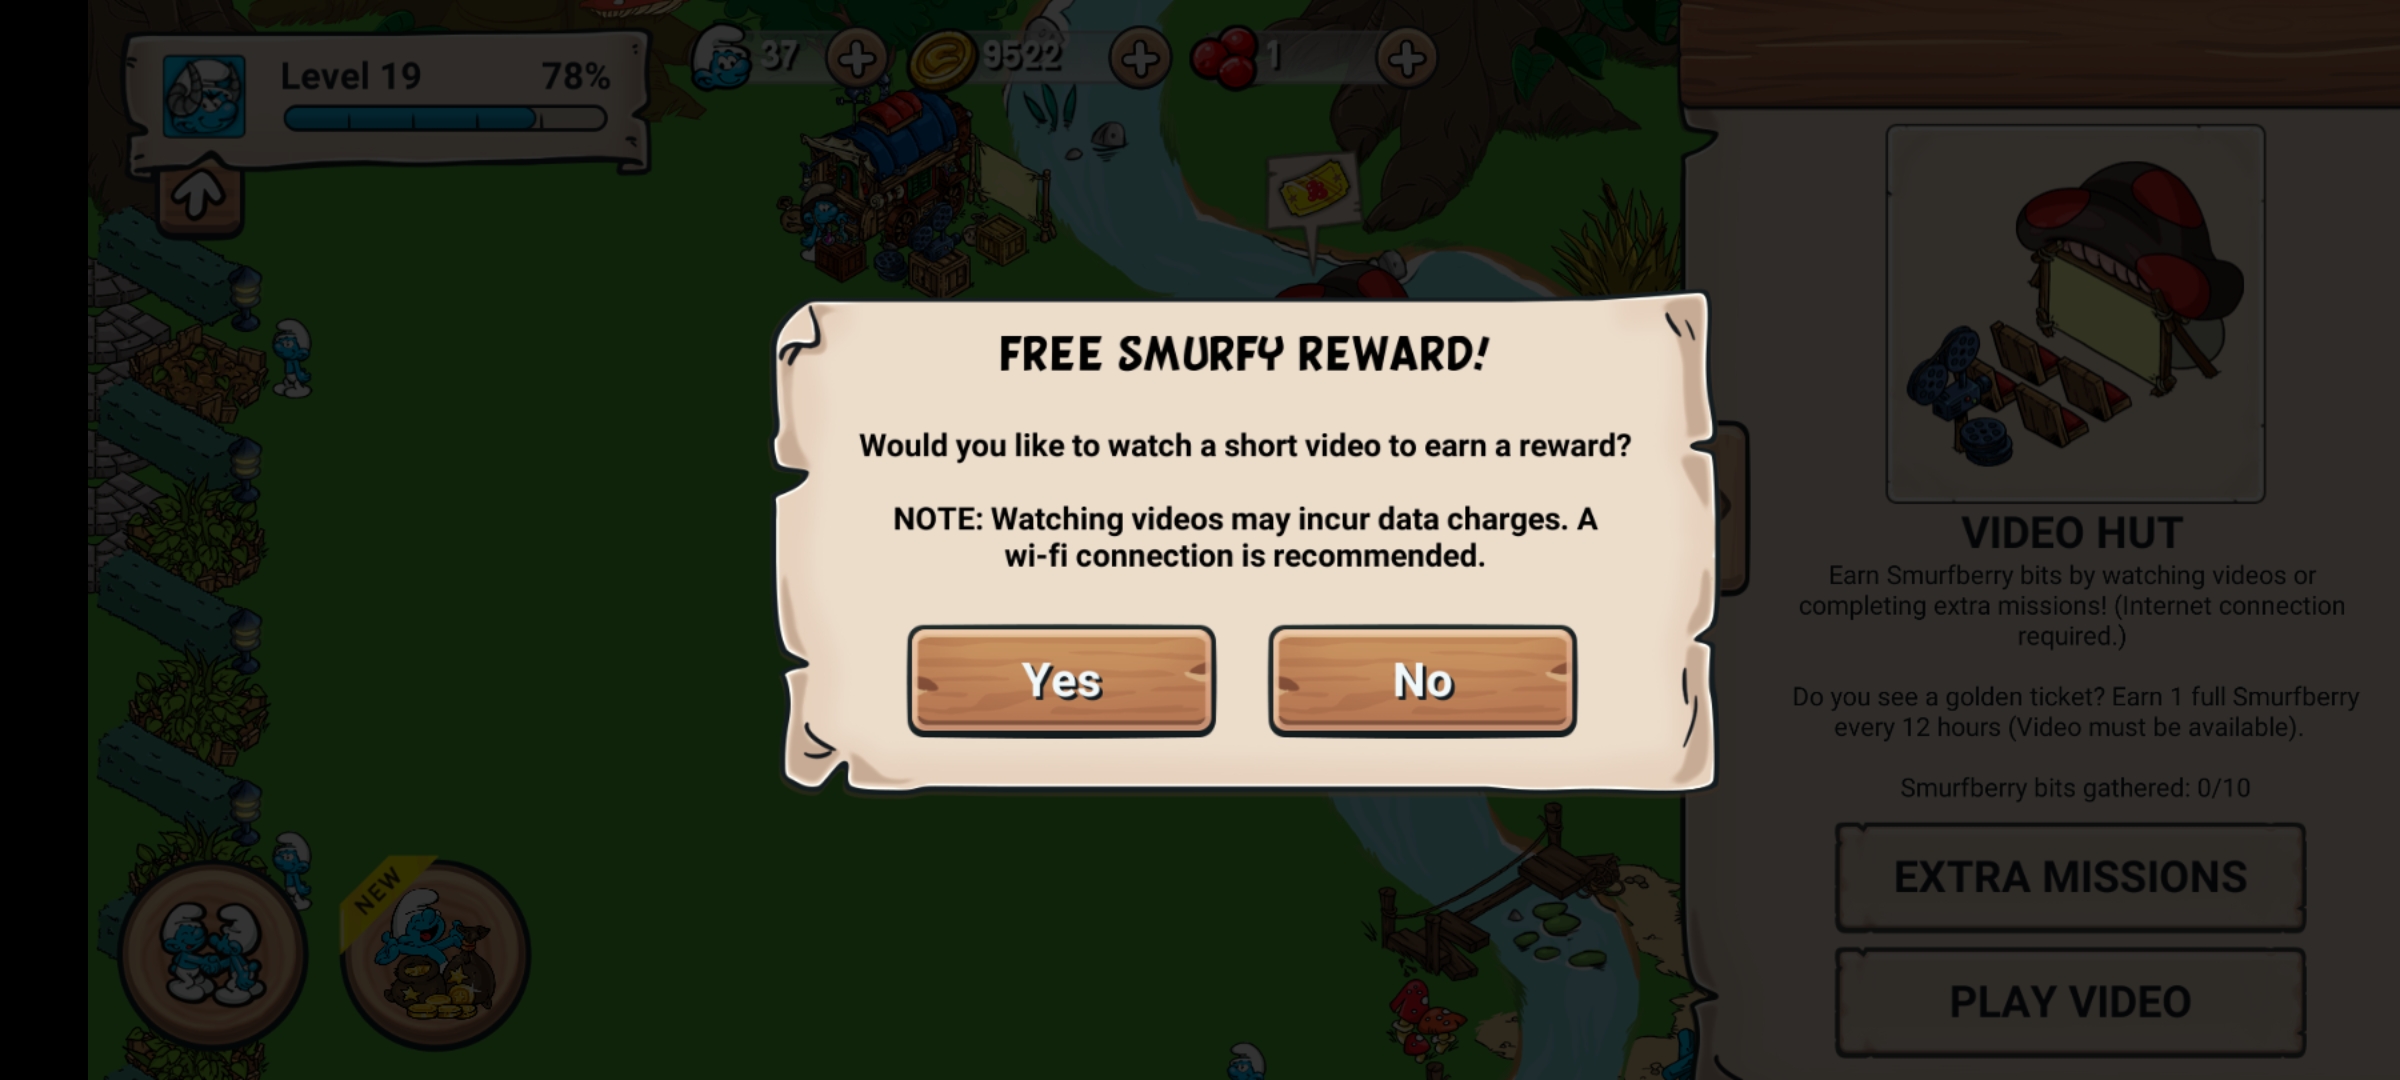 Level 19
78%
37
9522
1
FREE SMURFY REWARD!
Would you like to watch a short video to earn a reward?
NOTE: Watching videos may incur data charges. A
wi-fi connection is recommended.
Yes
No
VIDEO HUT
Earn Smurfberry bits by watching videos or
completing extra missions! (Internet connection
required.)
Do you see a golden ticket? Earn 1 full Smurfberry
every 12 hours (Video must be available).
Smurfberry bits gathered: 0/10
EXTRA MISSIONS
PLAY VIDEO
NEW